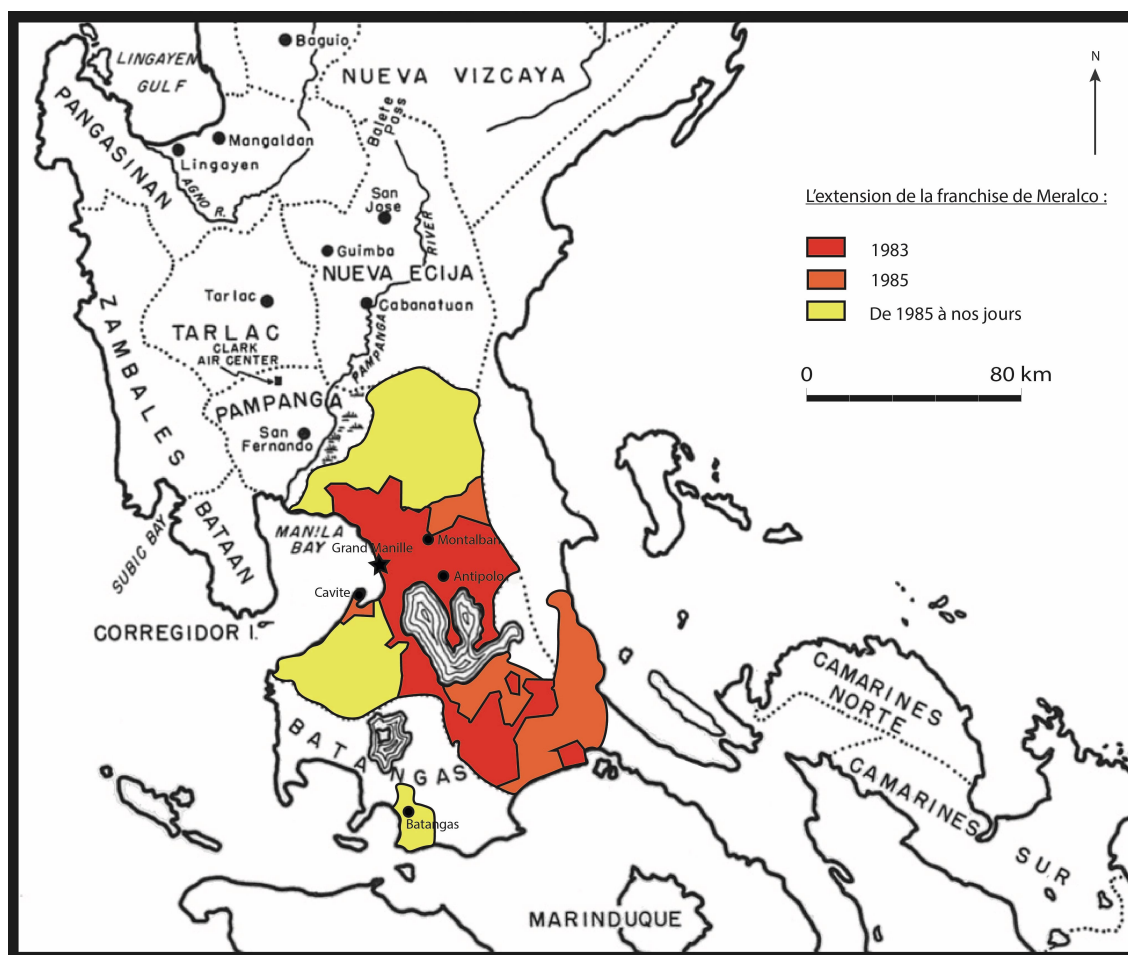 Baguio
LINGAYEN
GULF
NUEVA VIZCAYA
N
PANGASINAN
Balete
Pass
Mangaldan
Lingayen
AGNO R.
San
Jose
L'extension de la franchise de Meralco :
1983
1985
De 1985 à nos jours
RIVER
Guimba
NUEVA ECIJA
Tarlac
Cabanatuan
ZAMBALES
TARLAC
CLARK
AIR CENTER
PAMPANGA
0 80 km
PAMPANGA
San
Fernando
SUBIC BAY
BATAAN
MANILA
BAY
Grand Manille
Montalban
Antipolo
Cavite
CORREGIDOR I.
CAMARINES
NORTE
BATANGAS
CAMARINES
SUR
Batangas
MARINDUQUE